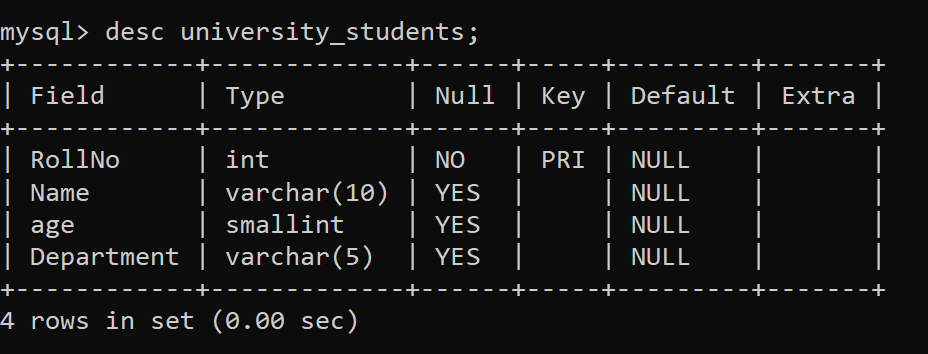 mysql> desc university_students;
+------------+-------------+------+-----+---------+-------+
| Field      | Type        | Null | Key | Default | Extra |
+------------+-------------+------+-----+---------+-------+
| RollNo     | int         | NO   | PRI | NULL    |       |
| Name       | varchar(10) | YES  |     | NULL    |       |
| age        | smallint    | YES  |     | NULL    |       |
| Department | varchar(5)  | YES  |     | NULL    |       |
+------------+-------------+------+-----+---------+-------+
4 rows in set (0.00 sec)